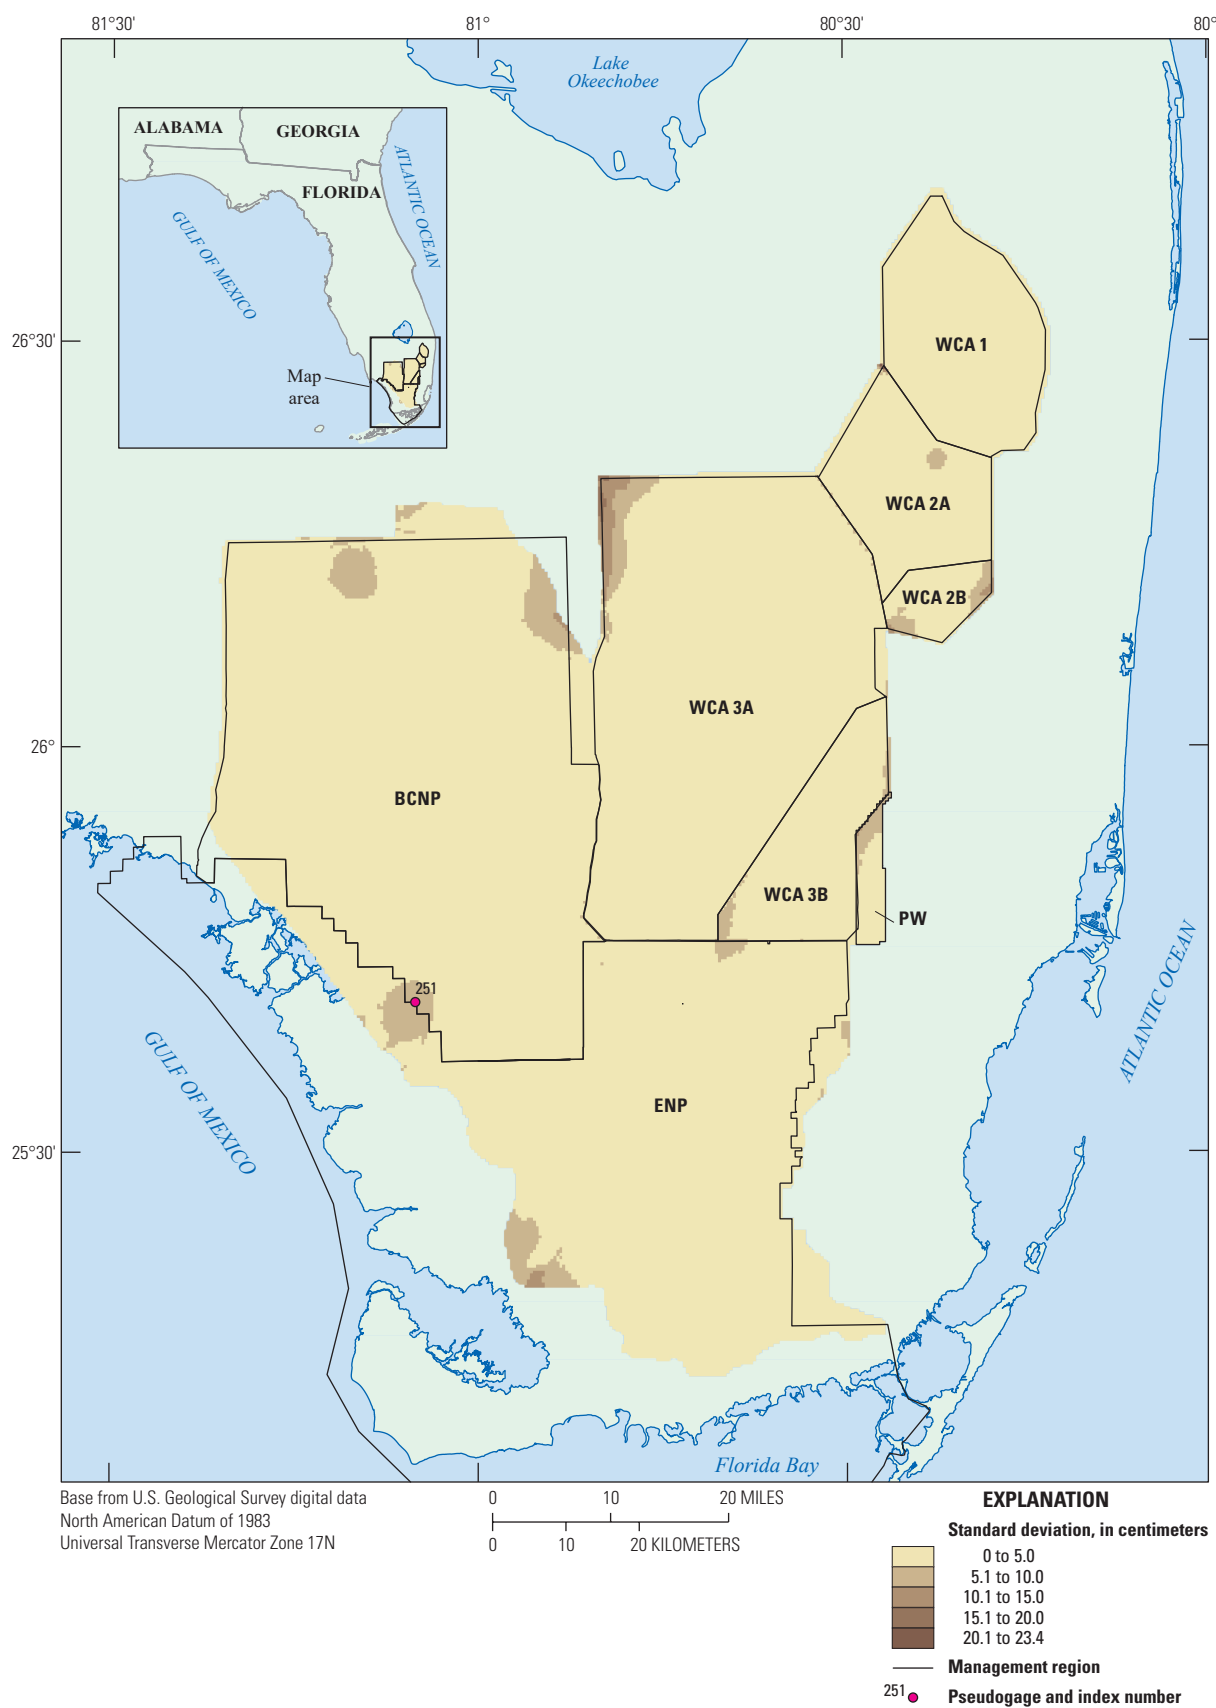 81°30'
81°
80°30'
80°
Lake
Okeechobee
ALABAMA
GEORGIA
FLORIDA
ATLANTIC OCEAN
GULF OF MEXICO
Map
area
26°30'
WCA 1
WCA 2A
WCA 2B
WCA 3A
26°
BCNP
WCA 3B
PW
251
ATLANTIC OCEAN
GULF OF MEXICO
ENP
25°30'
Florida Bay
Base from U.S. Geological Survey digital data
North American Datum of 1983
Universal Transverse Mercator Zone 17N
0 10 20 MILES
0 10 20 KILOMETERS
EXPLANATION
Standard deviation, in centimeters
0 to 5.0
5.1 to 10.0
10.1 to 15.0
15.1 to 20.0
20.1 to 23.4
Management region
251 Pseudogage and index number